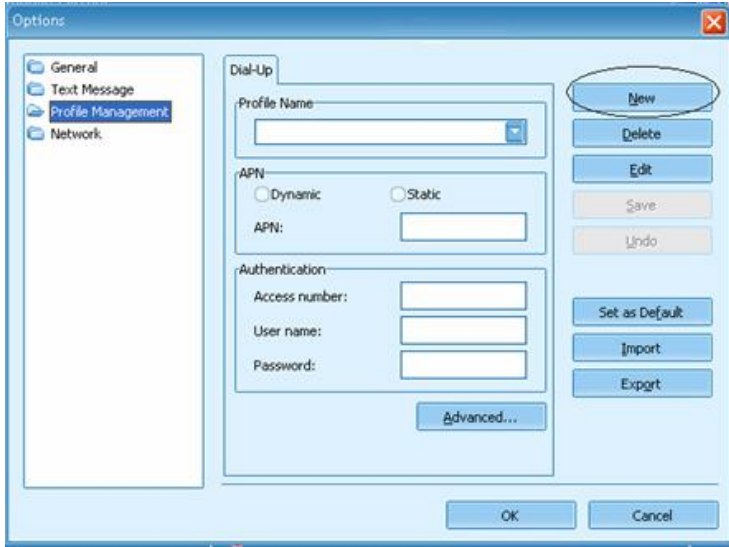 Options
General
Text Message
Profile Management
Network
Dial-Up
Profile Name
APN
Dynamic Static
APN:
Authentication
Access number:
User name:
Password:
Advanced...
New
Delete
Edit
Save
Undo
Set as Default
Import
Export
OK Cancel